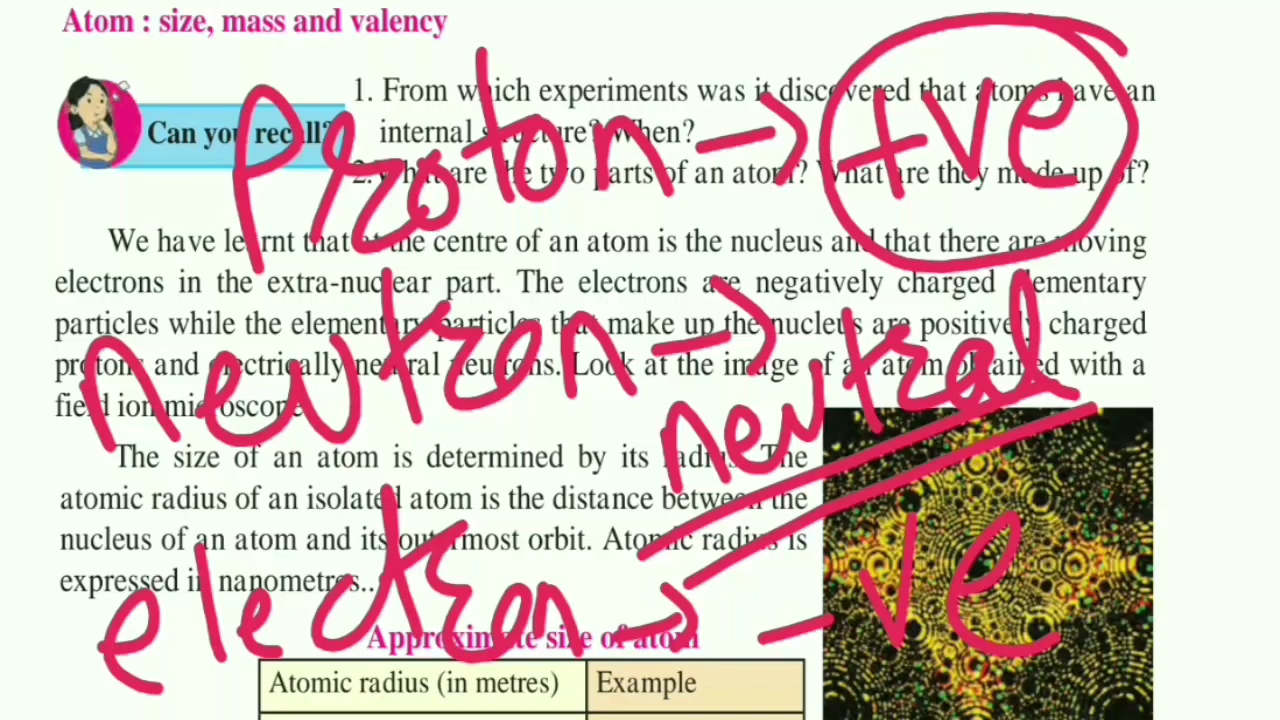 Atom : size, mass and valency
1. From which experiments was it discovered that atoms have an
Can you recall?
internal structure? When?
2. What are the two parts of an atom? What are they made up of?
Proton → +ve
We have learnt that at the centre of an atom is the nucleus and that there are moving
electrons in the extra-nuclear part. The electrons are negatively charged elementary
particles while the elementary particles that make up the nucleus are positively charged
protons and electrically neutral neutrons. Look at the image of an atom obtained with a
field ion microscope.
neutron → neutral
The size of an atom is determined by its radius. The
atomic radius of an isolated atom is the distance between the
nucleus of an atom and its outermost orbit. Atomic radius is
expressed in nanometres..
electron → -ve
Approximate size of atom
Atomic radius (in metres) Example